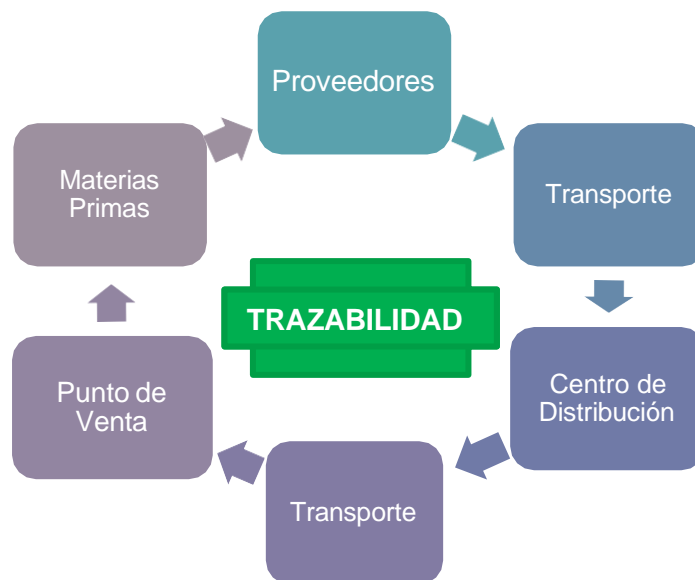 Proveedores
Transporte
Centro de
Distribución
Transporte
Punto de
Venta
Materias
Primas
TRAZABILIDAD